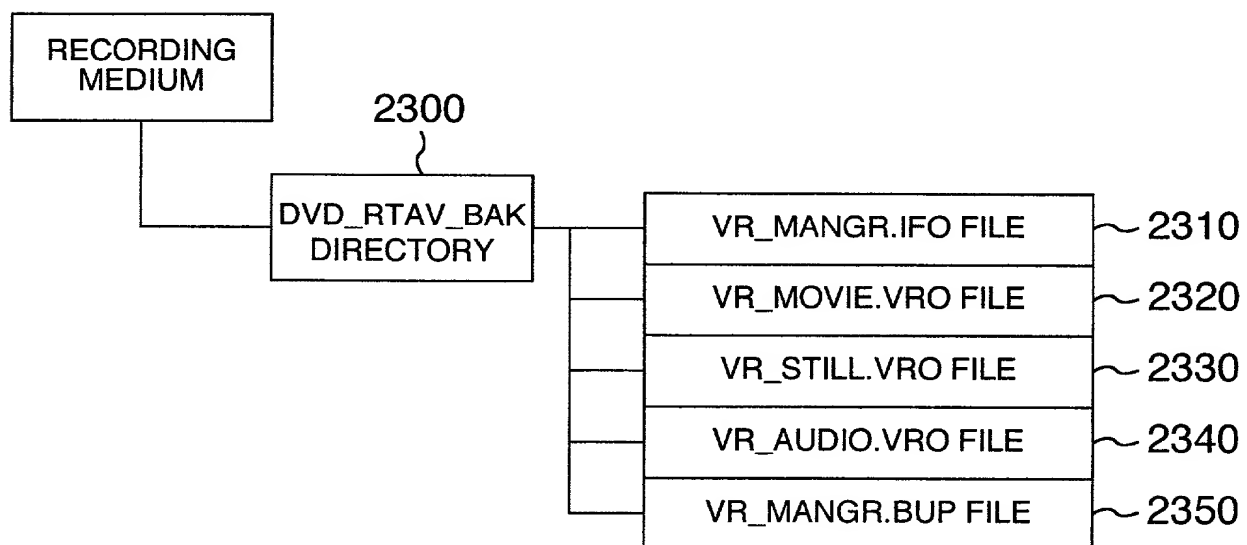 RECORDING
MEDIUM
2300
DVD_RTAV_BAK
DIRECTORY
VR_MANGR.IFO FILE
2310
VR_MOVIE.VRO FILE
2320
VR_STILL.VRO FILE
2330
VR_AUDIO.VRO FILE
2340
VR_MANGR.BUP FILE
2350